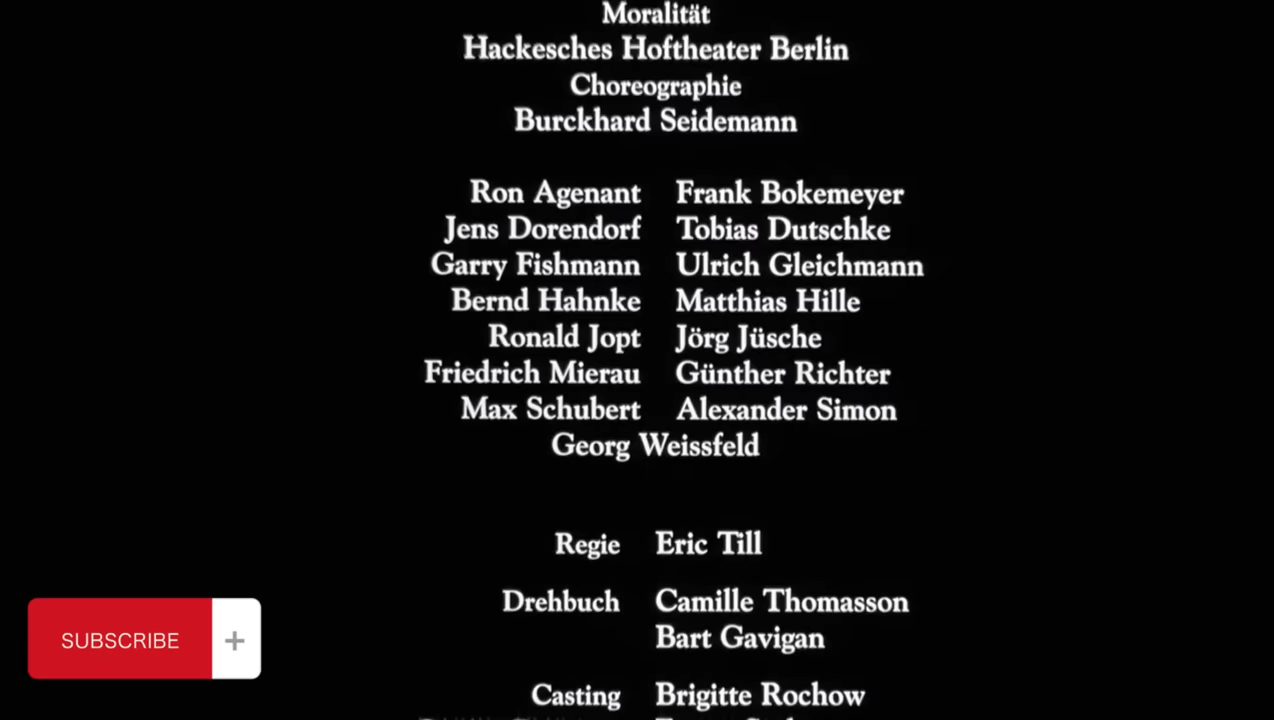 Moralität
Hackesches Hoftheater Berlin
Choreographie
Burckhard Seidemann
Ron Agenant Frank Bokemeyer
Jens Dorendorf Tobias Dutschke
Garry Fishmann Ulrich Gleichmann
Bernd Hahnke Matthias Hille
Ronald Jopt Jörg Jüsche
Friedrich Mierau Günther Richter
Max Schubert Alexander Simon
Georg Weissfeld
Regie Eric Till
Drehbuch Camille Thomasson
Bart Gavigan
SUBSCRIBE +
Casting Brigitte Rochow